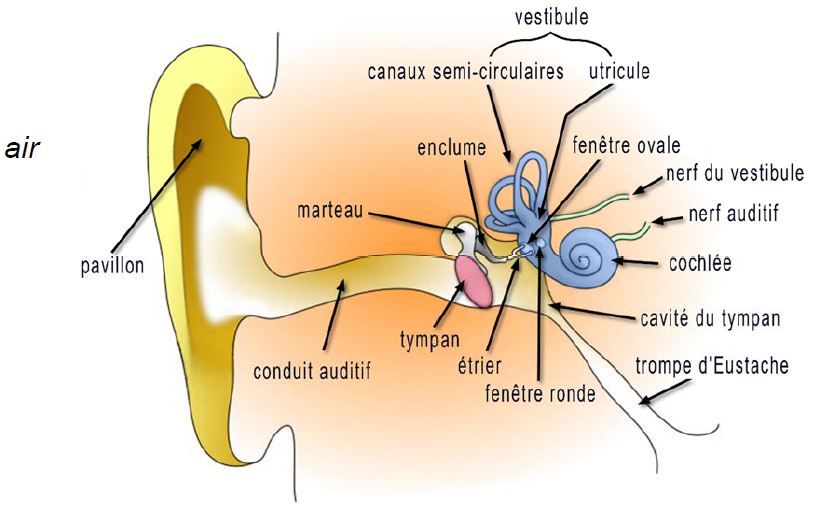 vestibule
canaux semi-circulaires
utricule
air
enclume
fenêtre ovale
nerf du vestibule
marteau
nerf auditif
pavillon
cochlée
cavité du tympan
tympan
étrier
conduit auditif
trompe d'Eustache
fenêtre ronde